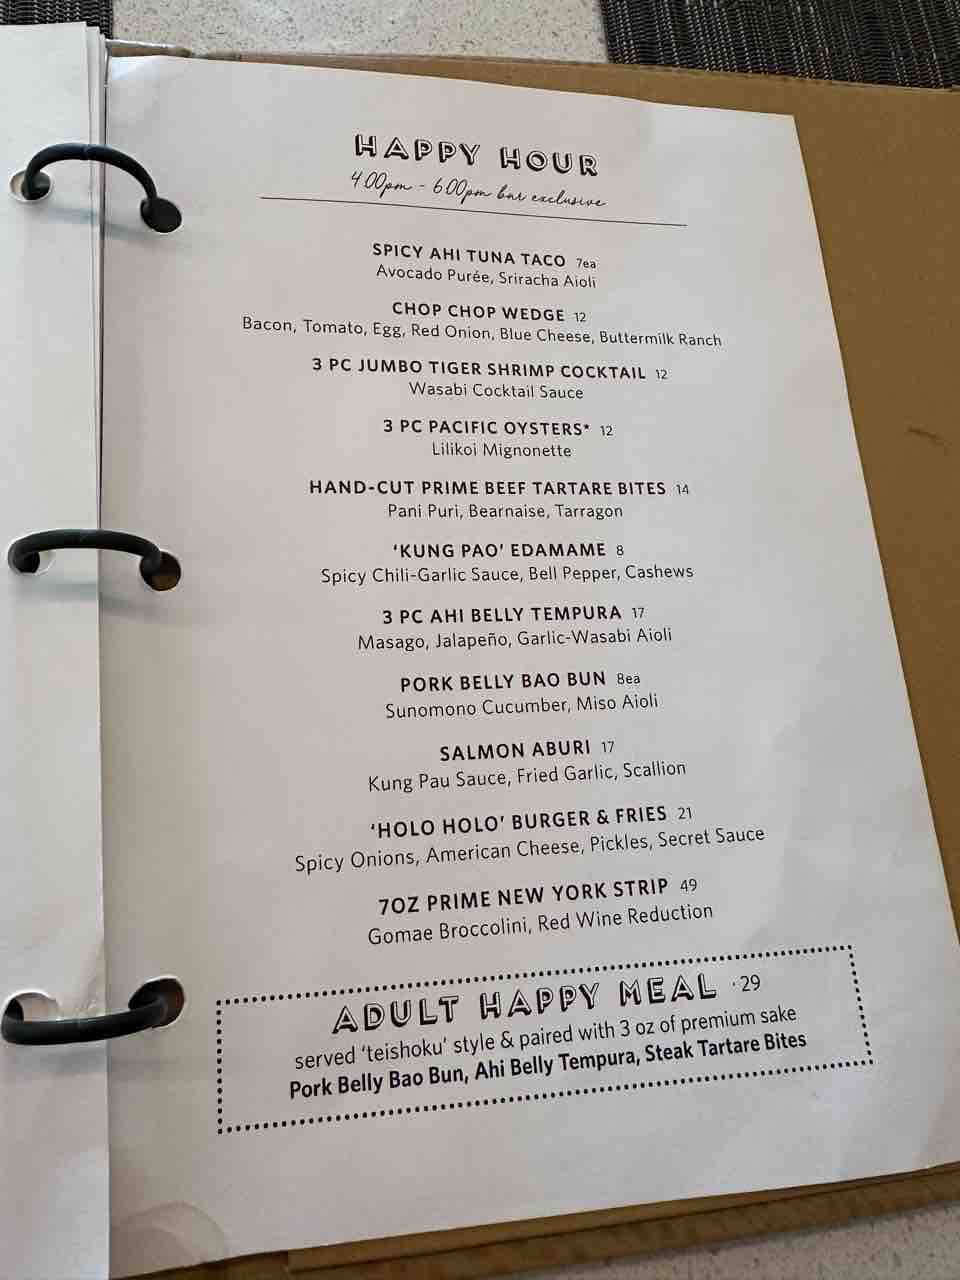 HAPPY HOUR
4:00pm - 6:00pm bar exclusive
SPICY AHI TUNA TACO 7ea
Avocado Purée, Sriracha Aioli
CHOP CHOP WEDGE 12
Bacon, Tomato, Egg, Red Onion, Blue Cheese, Buttermilk Ranch
3 PC JUMBO TIGER SHRIMP COCKTAIL 12
Wasabi Cocktail Sauce
3 PC PACIFIC OYSTERS* 12
Lilikoi Mignonette
HAND-CUT PRIME BEEF TARTARE BITES 14
Pani Puri, Bearnaise, Tarragon
‘KUNG PAO’ EDAMAME 8
Spicy Chili-Garlic Sauce, Bell Pepper, Cashews
3 PC AHI BELLY TEMPURA 17
Masago, Jalapeño, Garlic-Wasabi Aioli
PORK BELLY BAO BUN 8ea
Sunomono Cucumber, Miso Aioli
SALMON ABURI 17
Kung Pau Sauce, Fried Garlic, Scallion
‘HOLO HOLO’ BURGER & FRIES 21
Spicy Onions, American Cheese, Pickles, Secret Sauce
7OZ PRIME NEW YORK STRIP 49
Gomae Broccolini, Red Wine Reduction
ADULT HAPPY MEAL · 29
served ‘teishoku’ style & paired with 3 oz of premium sake
Pork Belly Bao Bun, Ahi Belly Tempura, Steak Tartare Bites